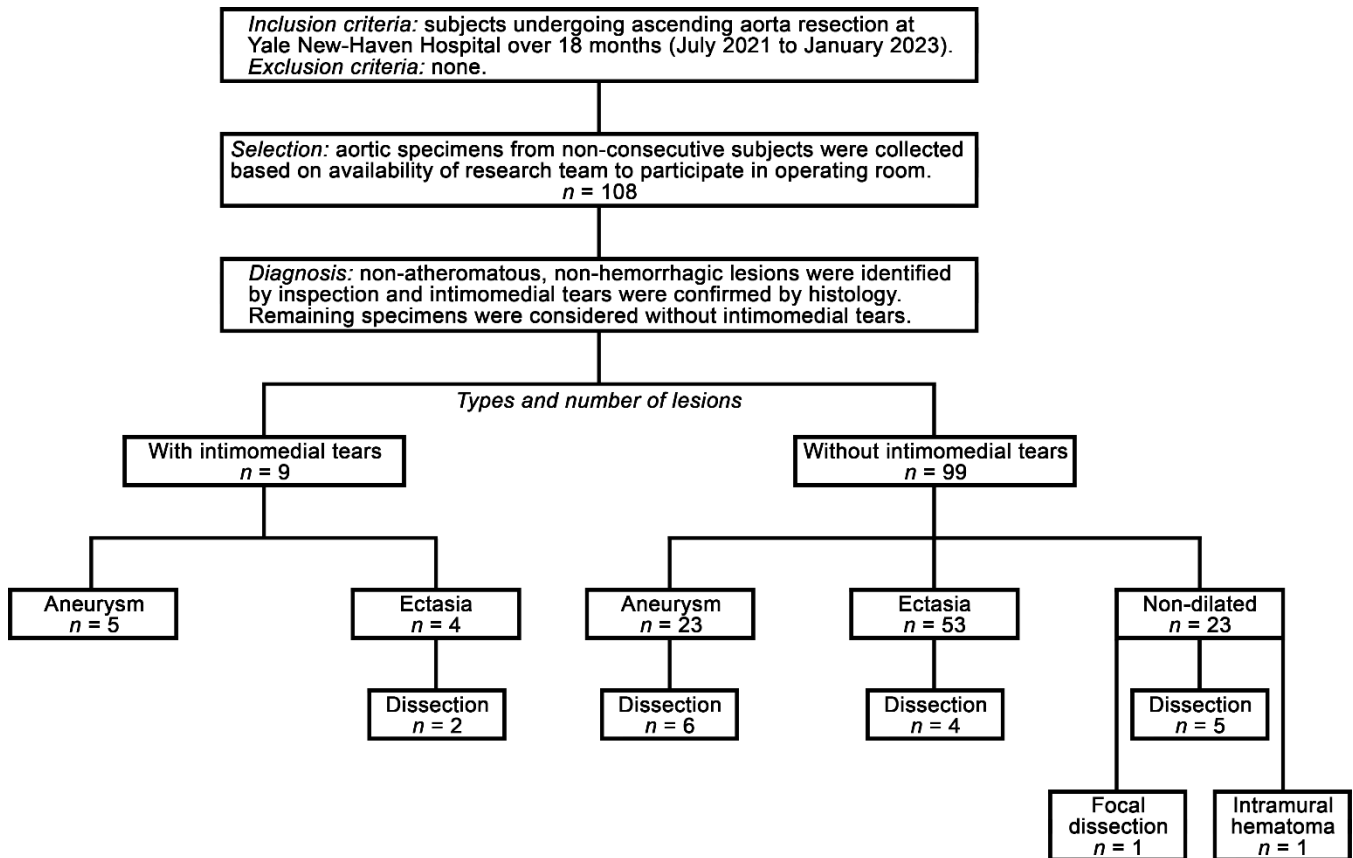 Inclusion criteria: subjects undergoing ascending aorta resection at
Yale New-Haven Hospital over 18 months (July 2021 to January 2023).
Exclusion criteria: none.
Selection: aortic specimens from non-consecutive subjects were collected
based on availability of research team to participate in operating room.
n = 108
Diagnosis: non-atheromatous, non-hemorrhagic lesions were identified
by inspection and intimomedial tears were confirmed by histology.
Remaining specimens were considered without intimomedial tears.
Types and number of lesions
With intimomedial tears
n = 9
Without intimomedial tears
n = 99
Aneurysm
n = 5
Ectasia
n = 4
Aneurysm
n = 23
Ectasia
n = 53
Non-dilated
n = 23
Dissection
n = 2
Dissection
n = 6
Dissection
n = 4
Dissection
n = 5
Focal
dissection
n = 1
Intramural
hematoma
n = 1